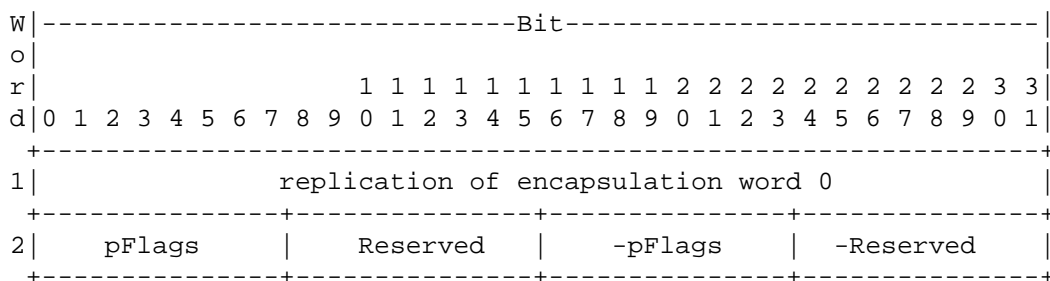 W|------------------------------Bit------------------------------|
o|                                                               |
r|                    1 1 1 1 1 1 1 1 1 1 2 2 2 2 2 2 2 2 2 2 3 3|
d|0 1 2 3 4 5 6 7 8 9 0 1 2 3 4 5 6 7 8 9 0 1 2 3 4 5 6 7 8 9 0 1|
 +---------------------------------------------------------------+
1|               replication of encapsulation word 0             |
 +---------------+---------------+---------------+---------------+
2|    pFlags     |    Reserved   |    -pFlags    |  -Reserved    |
 +---------------+---------------+---------------+---------------+